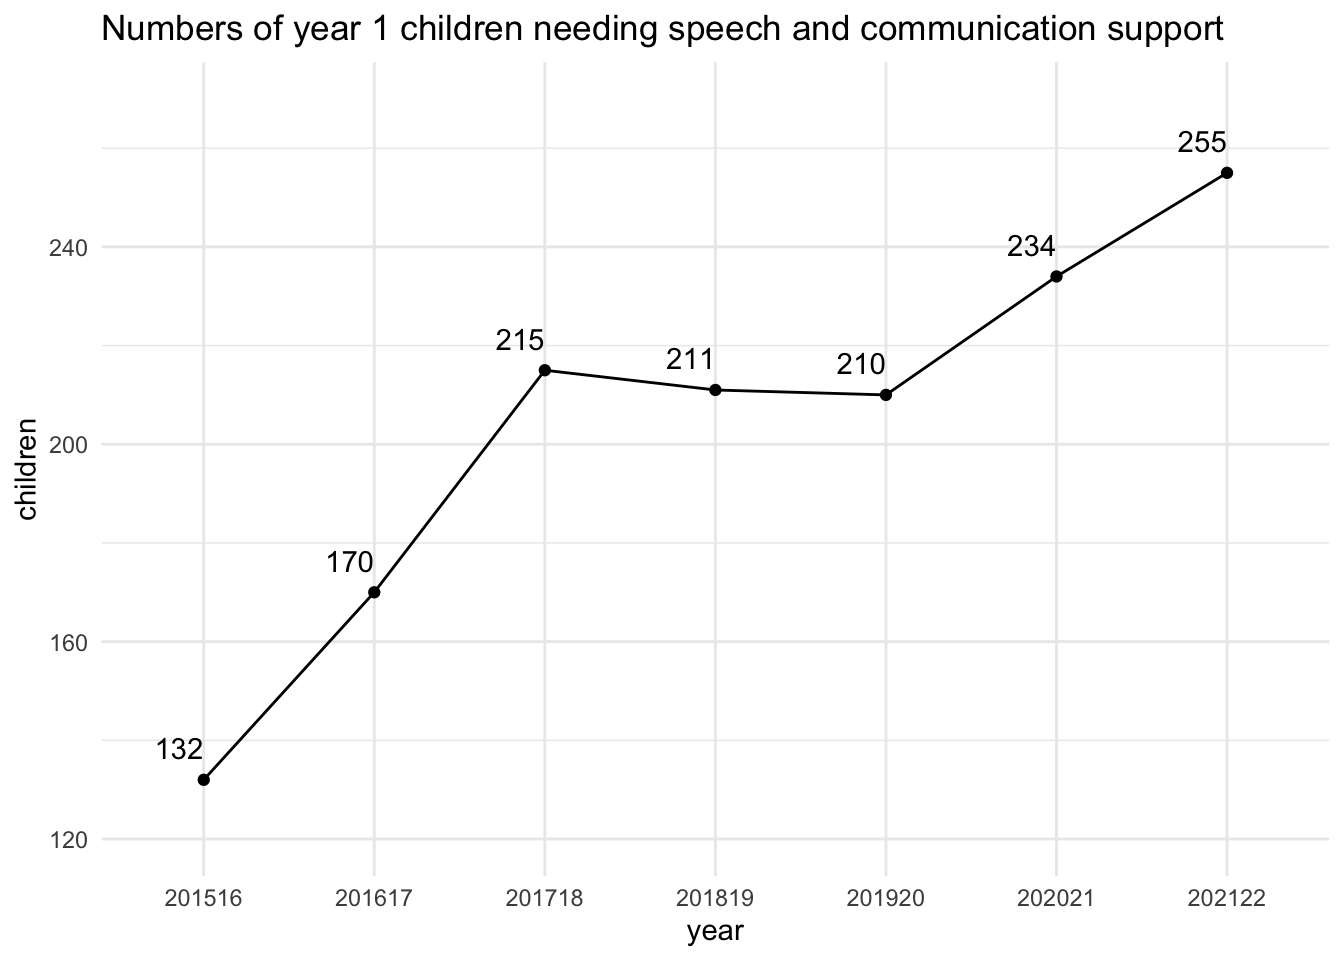 Numbers of year 1 children needing speech and communication support
255
240
234
215
211
210
200
children
170
160
132
120
201516 201617 201718 201819 201920 202021 202122
year